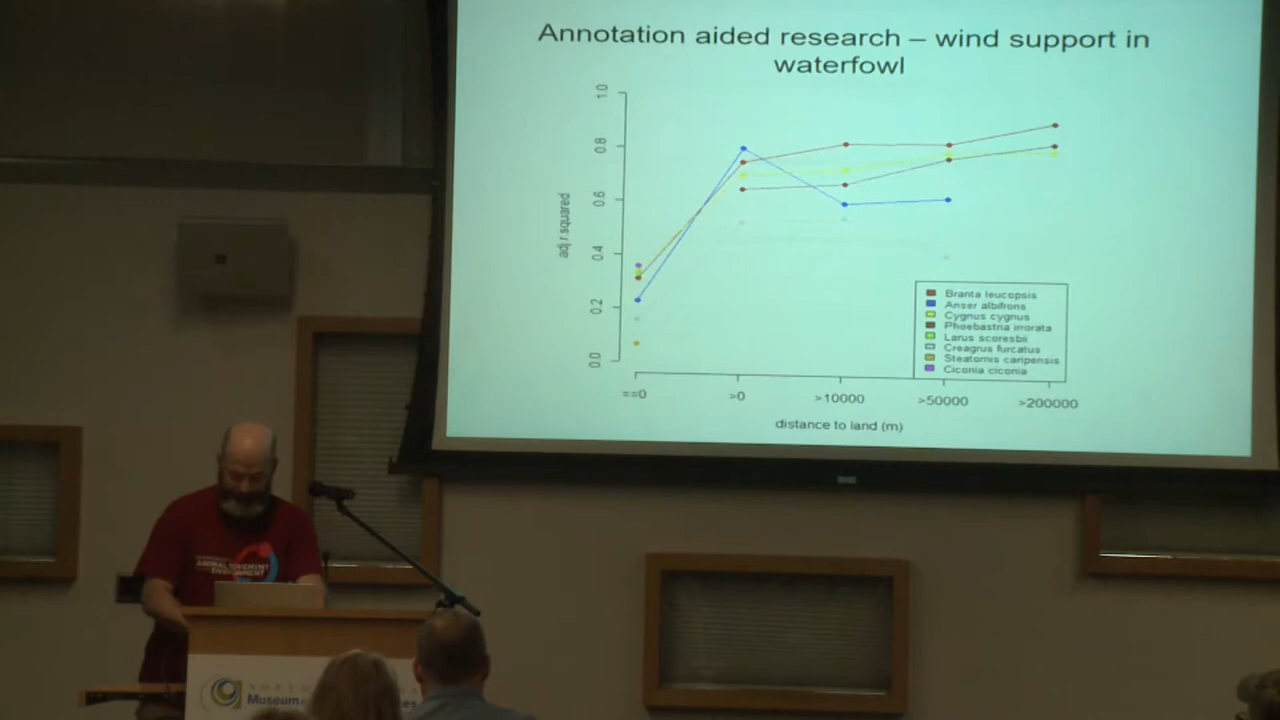 Annotation aided research – wind support in
waterfowl
1.0
0.8
0.6
0.4
0.2
0.0
adj r.squared
Branta leucopsis
Anser albifrons
Cygnus cygnus
Phoebastria irrorata
Larus scoresbii
Creagrus furcatus
Steatornis caripensis
Ciconia ciconia
==0
>0
>10000
>50000
>200000
distance to land (m)
ANIMAL MOVEMENT
ENVIRONMENT
Museum